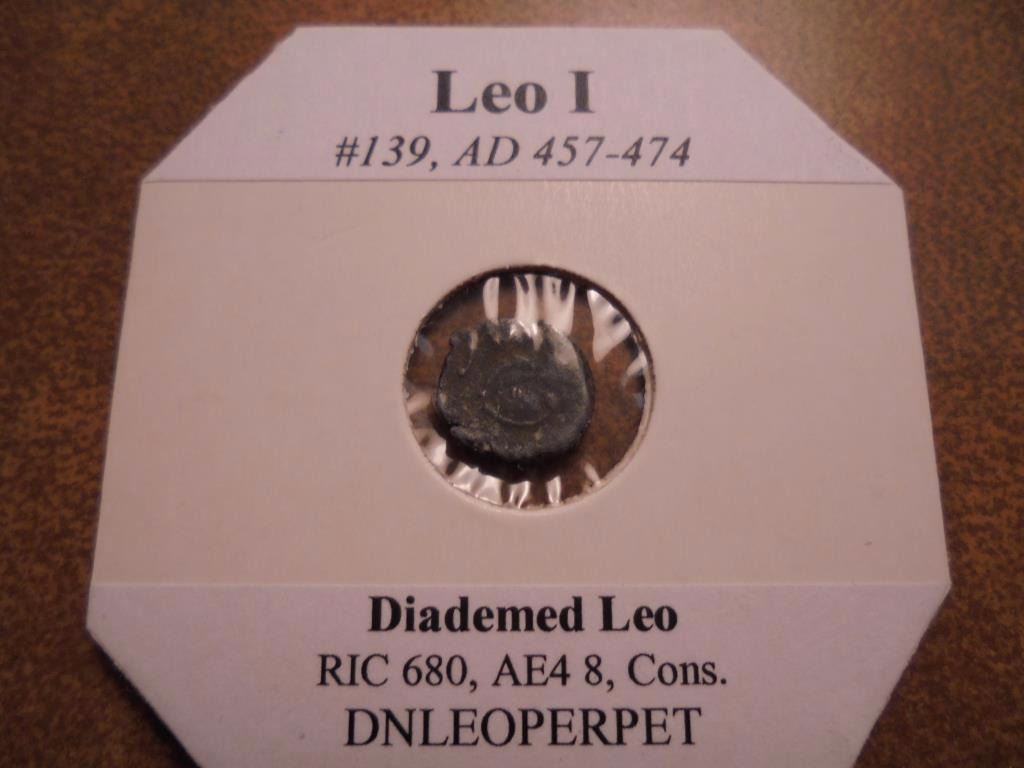 Leo I
#139, AD 457-474
Diademed Leo
RIC 680, AE4 8, Cons.
DNLEOPERPET